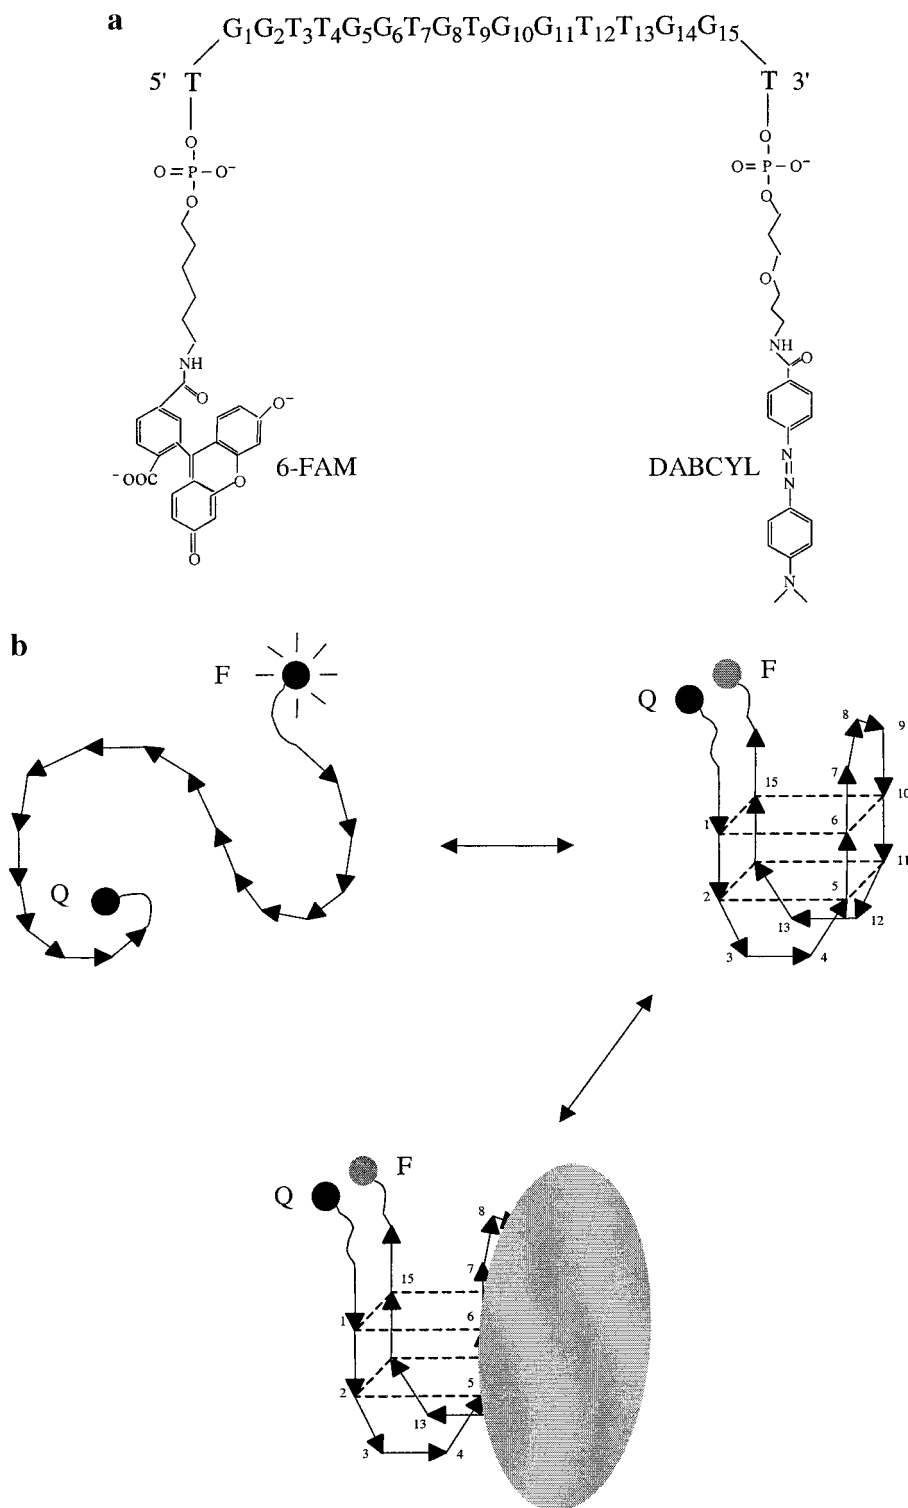 a
G1G2T3T4G5G6T7G8T9G10G11T12T13G14G15
5' T
T 3'
O
O=P–O−
O
O
O=P–O−
O
O
NH
O
NH
O
O−
−OOC
O
O
6-FAM
DABCYL
N
N
N
b
F
Q
F
Q
8
9
7
15
10
1
6
11
2
5
13
12
3
4
F
Q
8
7
15
1
6
2
5
13
3
4